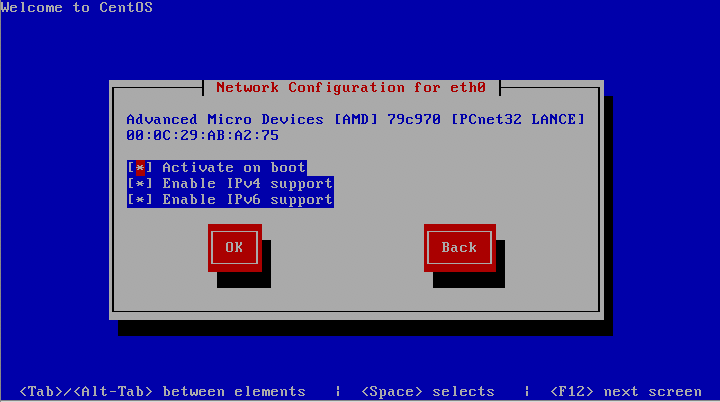 Welcome to CentOS
Network Configuration for eth0
Advanced Micro Devices [AMD] 79c970 [PCnet32 LANCE]
00:0C:29:AB:A2:75
[*] Activate on boot
[*] Enable IPv4 support
[*] Enable IPv6 support
OK Back
<Tab>/<Alt-Tab> between elements | <Space> selects | <F12> next screen